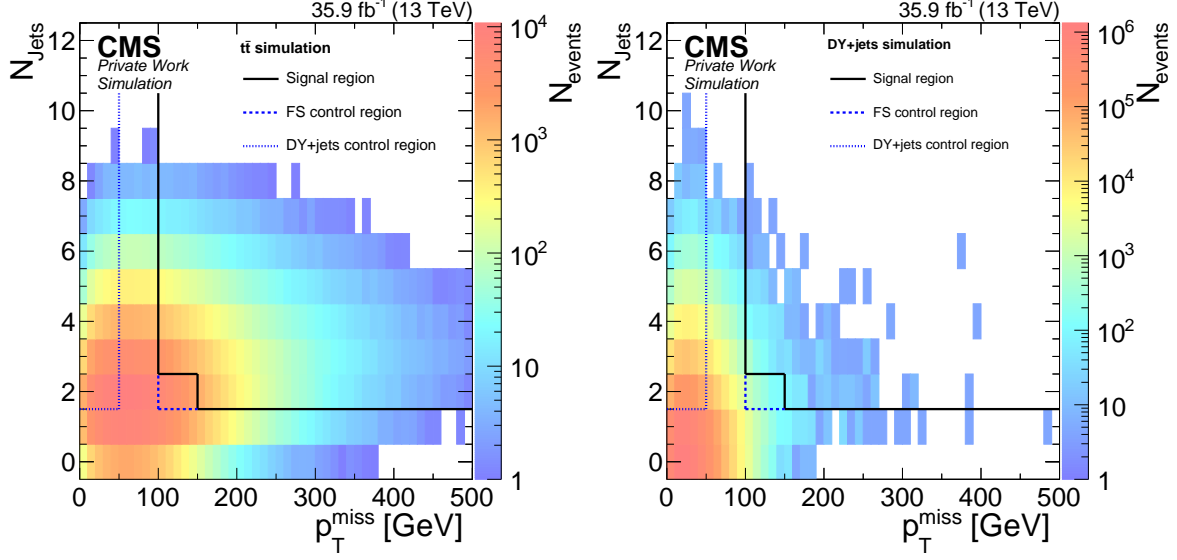 35.9 fb⁻¹ (13 TeV)
CMS
Private Work
Simulation
tt̄ simulation
Signal region
FS control region
DY+jets control region
N_Jets
12
10
8
6
4
2
0
0 100 200 300 400 500
p_T^miss [GeV]
N_events
10⁴
10³
10²
10
1
35.9 fb⁻¹ (13 TeV)
CMS
Private Work
Simulation
DY+jets simulation
Signal region
FS control region
DY+jets control region
N_Jets
12
10
8
6
4
2
0
0 100 200 300 400 500
p_T^miss [GeV]
N_events
10⁶
10⁵
10⁴
10³
10²
10
1